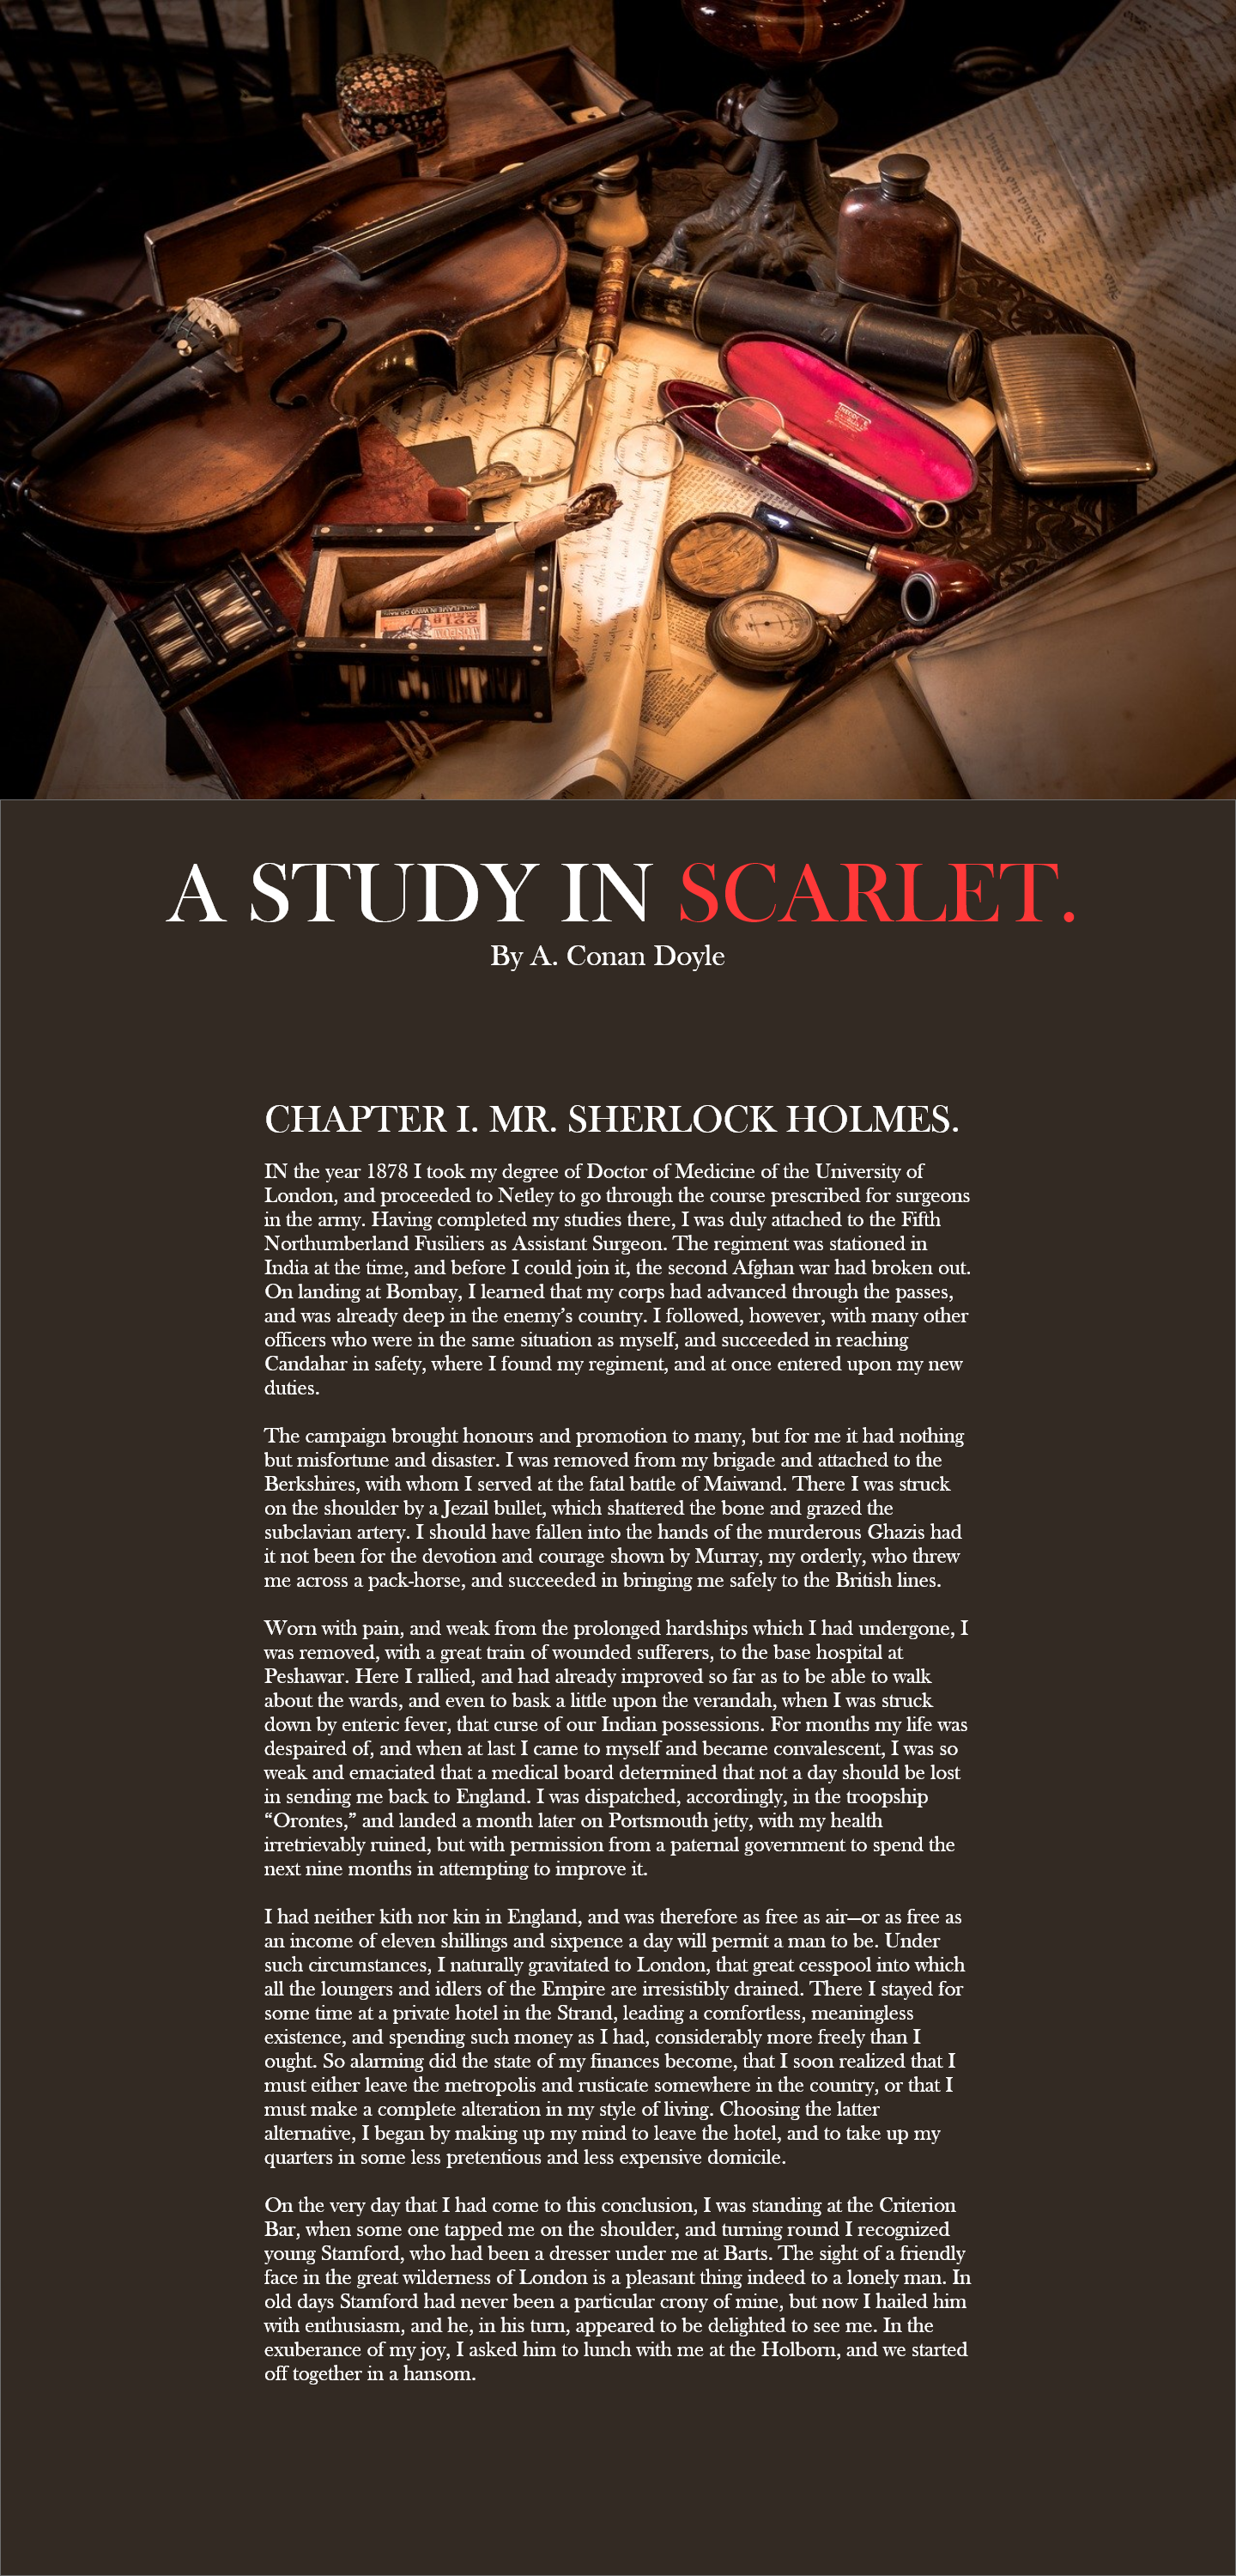 A STUDY IN SCARLET.
By A. Conan Doyle
CHAPTER I. MR. SHERLOCK HOLMES.
IN the year 1878 I took my degree of Doctor of Medicine of the University of
London, and proceeded to Netley to go through the course prescribed for surgeons
in the army. Having completed my studies there, I was duly attached to the Fifth
Northumberland Fusiliers as Assistant Surgeon. The regiment was stationed in
India at the time, and before I could join it, the second Afghan war had broken out.
On landing at Bombay, I learned that my corps had advanced through the passes,
and was already deep in the enemy’s country. I followed, however, with many other
officers who were in the same situation as myself, and succeeded in reaching
Candahar in safety, where I found my regiment, and at once entered upon my new
duties.
The campaign brought honours and promotion to many, but for me it had nothing
but misfortune and disaster. I was removed from my brigade and attached to the
Berkshires, with whom I served at the fatal battle of Maiwand. There I was struck
on the shoulder by a Jezail bullet, which shattered the bone and grazed the
subclavian artery. I should have fallen into the hands of the murderous Ghazis had
it not been for the devotion and courage shown by Murray, my orderly, who threw
me across a pack-horse, and succeeded in bringing me safely to the British lines.
Worn with pain, and weak from the prolonged hardships which I had undergone, I
was removed, with a great train of wounded sufferers, to the base hospital at
Peshawar. Here I rallied, and had already improved so far as to be able to walk
about the wards, and even to bask a little upon the verandah, when I was struck
down by enteric fever, that curse of our Indian possessions. For months my life was
despaired of, and when at last I came to myself and became convalescent, I was so
weak and emaciated that a medical board determined that not a day should be lost
in sending me back to England. I was dispatched, accordingly, in the troopship
“Orontes,” and landed a month later on Portsmouth jetty, with my health
irretrievably ruined, but with permission from a paternal government to spend the
next nine months in attempting to improve it.
I had neither kith nor kin in England, and was therefore as free as air—or as free as
an income of eleven shillings and sixpence a day will permit a man to be. Under
such circumstances, I naturally gravitated to London, that great cesspool into which
all the loungers and idlers of the Empire are irresistibly drained. There I stayed for
some time at a private hotel in the Strand, leading a comfortless, meaningless
existence, and spending such money as I had, considerably more freely than I
ought. So alarming did the state of my finances become, that I soon realized that I
must either leave the metropolis and rusticate somewhere in the country, or that I
must make a complete alteration in my style of living. Choosing the latter
alternative, I began by making up my mind to leave the hotel, and to take up my
quarters in some less pretentious and less expensive domicile.
On the very day that I had come to this conclusion, I was standing at the Criterion
Bar, when some one tapped me on the shoulder, and turning round I recognized
young Stamford, who had been a dresser under me at Barts. The sight of a friendly
face in the great wilderness of London is a pleasant thing indeed to a lonely man. In
old days Stamford had never been a particular crony of mine, but now I hailed him
with enthusiasm, and he, in his turn, appeared to be delighted to see me. In the
exuberance of my joy, I asked him to lunch with me at the Holborn, and we started
off together in a hansom.